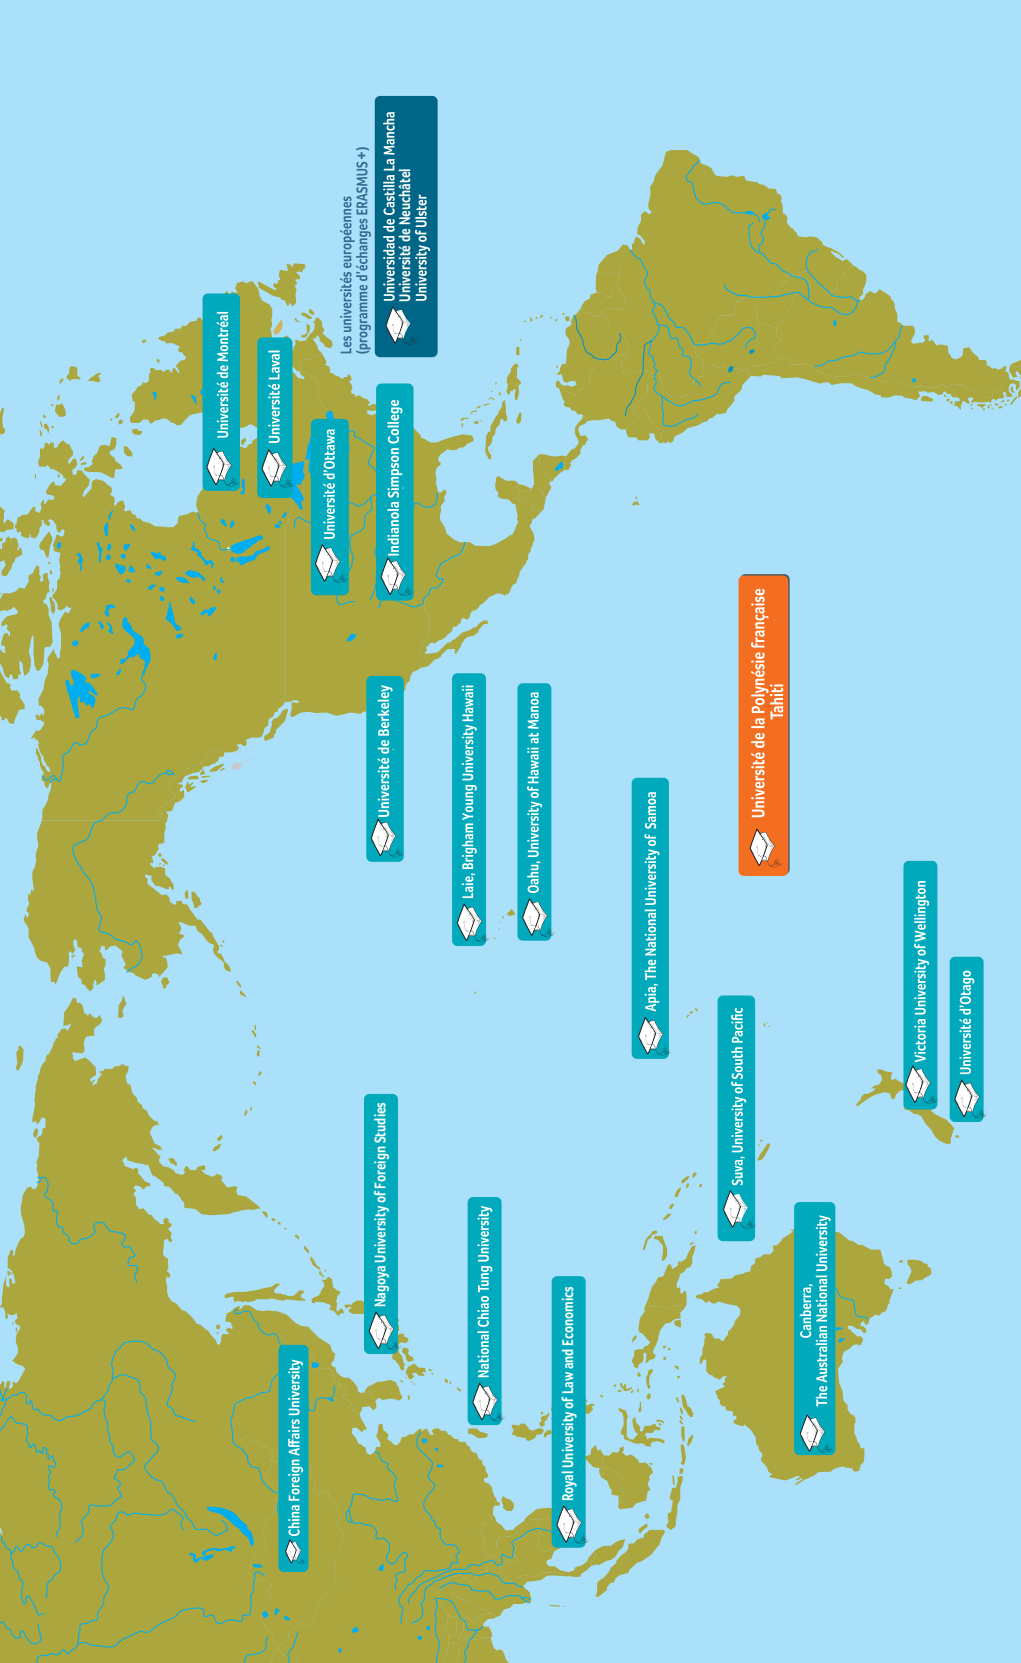 Université de Montréal
Université Laval
Université d'Ottawa
Indianola Simpson College
Les universités européennes
(programme d'échanges ERASMUS +)
Universidad de Castilla La Mancha
Université de Neuchâtel
University of Ulster
Université de Berkeley
Laie, Brigham Young University Hawaii
Oahu, University of Hawaii at Manoa
Université de la Polynésie française
Tahiti
Apia, The National University of Samoa
Suva, University of South Pacific
Victoria University of Wellington
Université d'Otago
China Foreign Affairs University
Nagoya University of Foreign Studies
National Chiao Tung University
Royal University of Law and Economics
Canberra,
The Australian National University